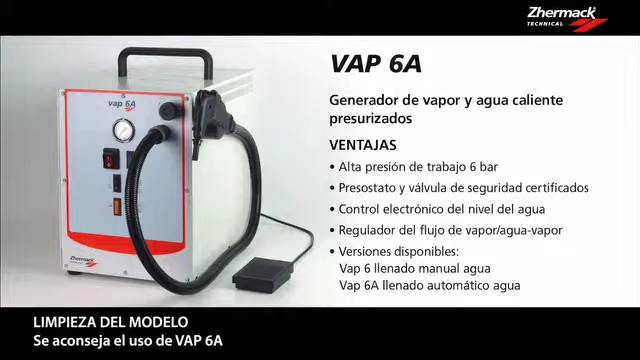 Zhermack
TECHNICAL
VAP 6A
vap 6A
Generador de vapor y agua caliente
presurizados
VENTAJAS
• Alta presión de trabajo 6 bar
• Presostato y válvula de seguridad certificados
• Control electrónico del nivel del agua
• Regulador del flujo de vapor/agua-vapor
• Versiones disponibles:
Vap 6 llenado manual agua
Vap 6A llenado automático agua
Zhermack
LIMPIEZA DEL MODELO
Se aconseja el uso de VAP 6A